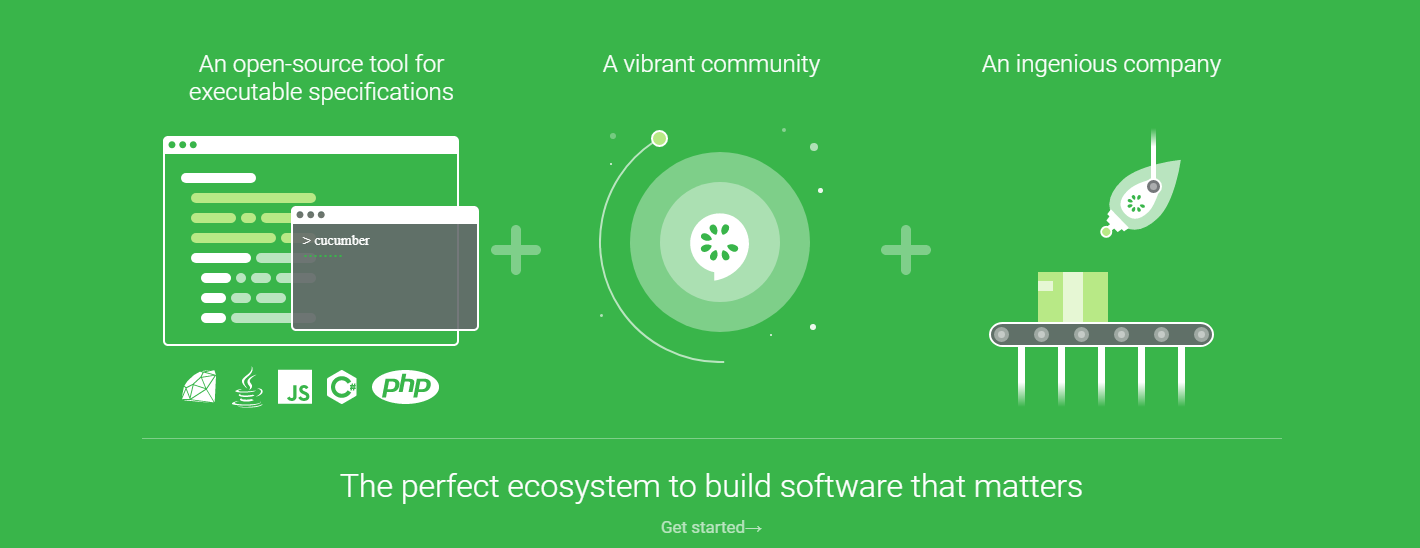 An open-source tool for
executable specifications
A vibrant community
An ingenious company
> cucumber
JS
C#
php
The perfect ecosystem to build software that matters
Get started→